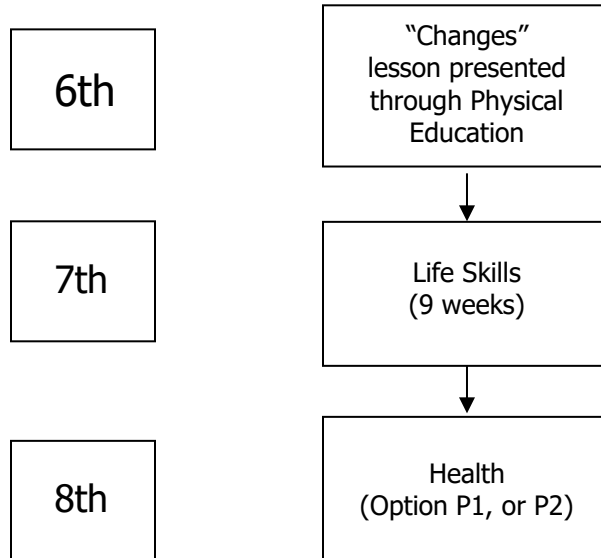 6th
“Changes”
lesson presented
through Physical
Education
7th
Life Skills
(9 weeks)
8th
Health
(Option P1, or P2)